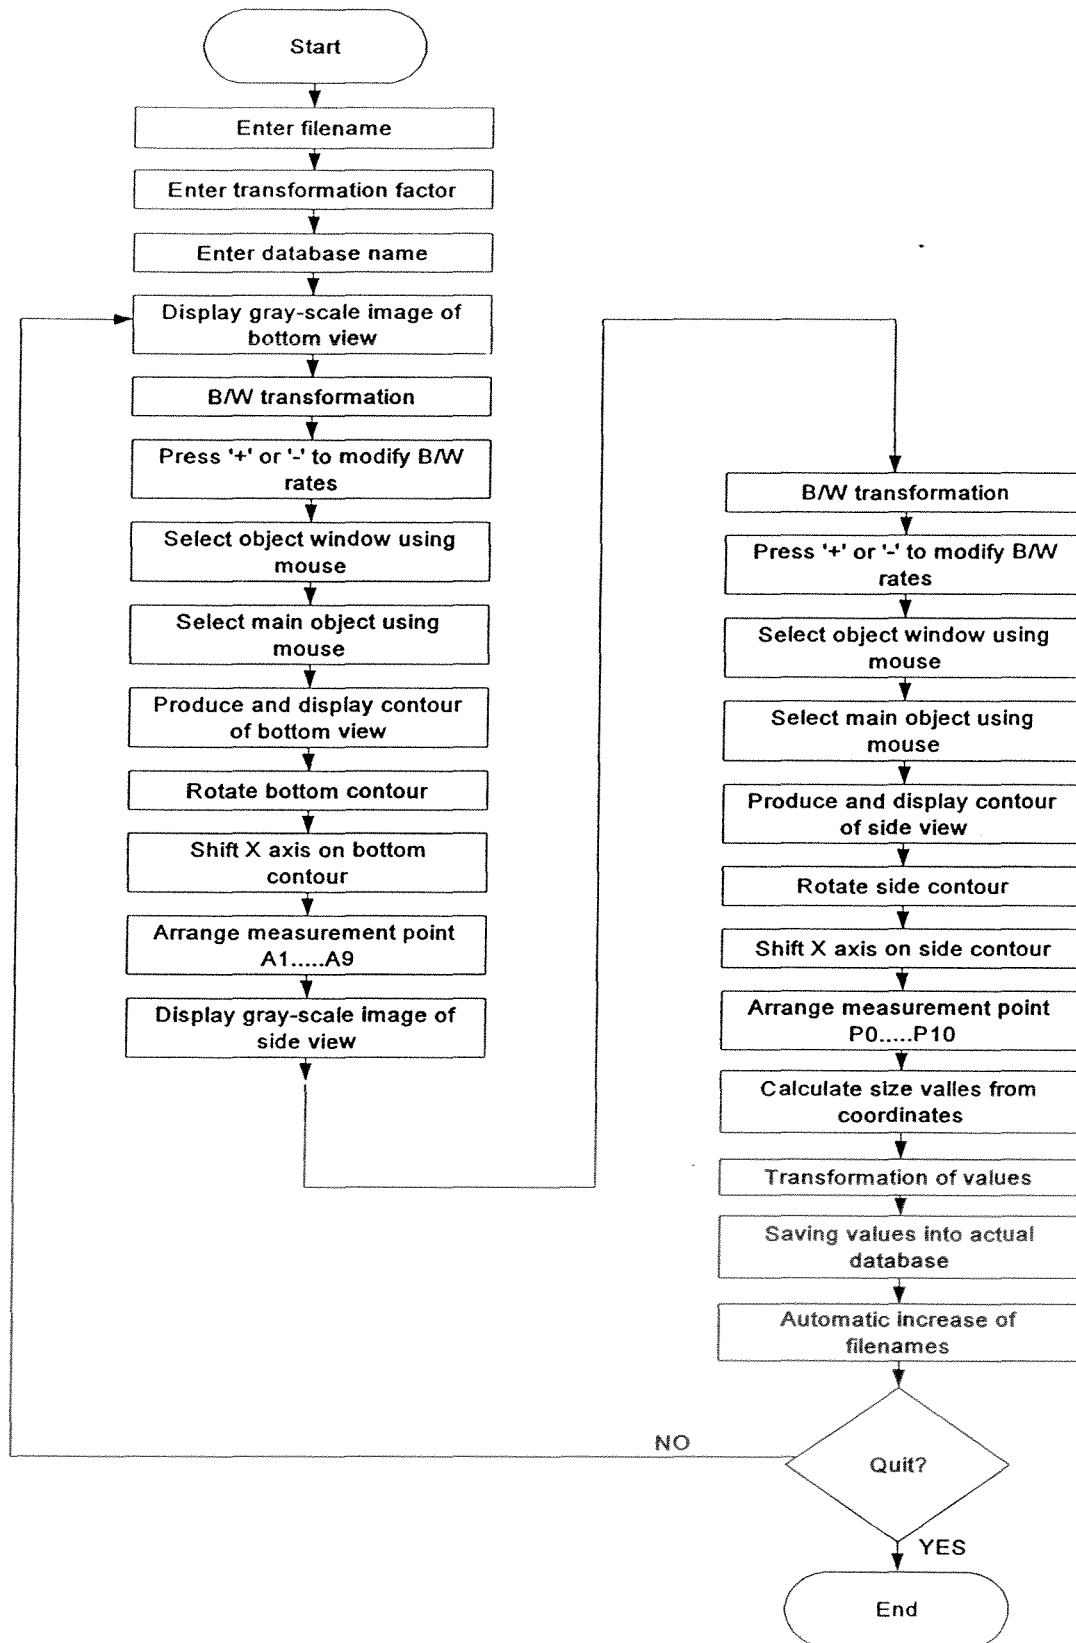 Start
Enter filename
Enter transformation factor
Enter database name
Display gray-scale image of
bottom view
B/W transformation
Press '+' or '-' to modify B/W
rates
Select object window using
mouse
Select main object using
mouse
Produce and display contour
of bottom view
Rotate bottom contour
Shift X axis on bottom
contour
Arrange measurement point
A1.....A9
Display gray-scale image of
side view
B/W transformation
Press '+' or '-' to modify B/W
rates
Select object window using
mouse
Select main object using
mouse
Produce and display contour
of side view
Rotate side contour
Shift X axis on side contour
Arrange measurement point
P0.....P10
Calculate size valles from
coordinates
Transformation of values
Saving values into actual
database
Automatic increase of
filenames
Quit?
NO
YES
End